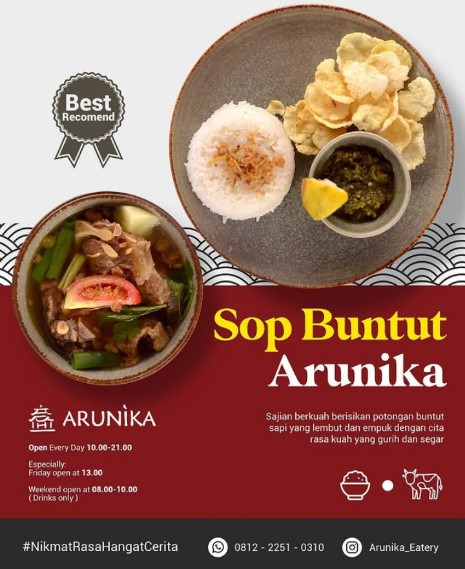 Best
Recomend
Sop Buntut
Arunika
ARUNIKA
Sajian berkuah berisikan potongan buntut
sapi yang lembut dan empuk dengan cita
rasa kuah yang gurih dan segar
Open Every Day 10.00-21.00
Especially:
Friday open at 13.00
Weekend open at 08.00-10.00
( Drinks only )
#NikmatRasaHangatCerita
0812 - 2251 - 0310
Arunika_Eatery